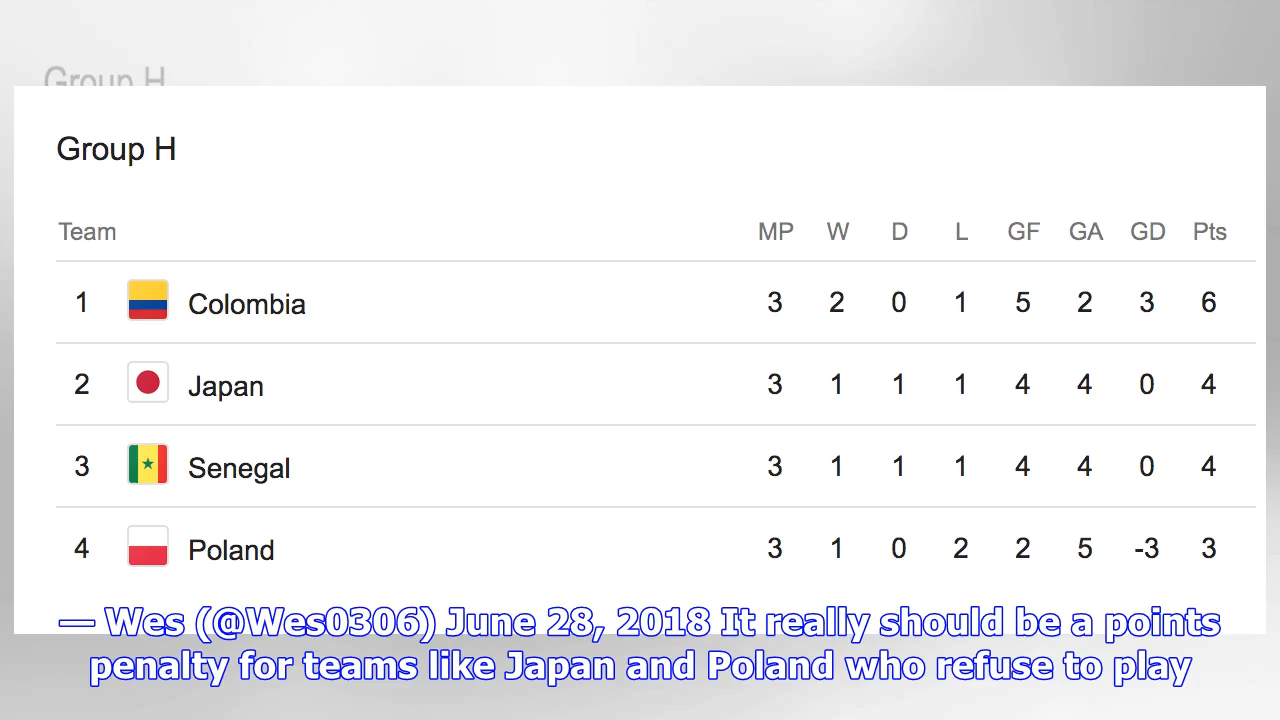 Group H
Group H
Team MP W D L GF GA GD Pts
1 Colombia 3 2 0 1 5 2 3 6
2 Japan 3 1 1 1 4 4 0 4
3 Senegal 3 1 1 1 4 4 0 4
4 Poland 3 1 0 2 2 5 -3 3
— Wes (@Wes0306) June 28, 2018 It really should be a points
penalty for teams like Japan and Poland who refuse to play